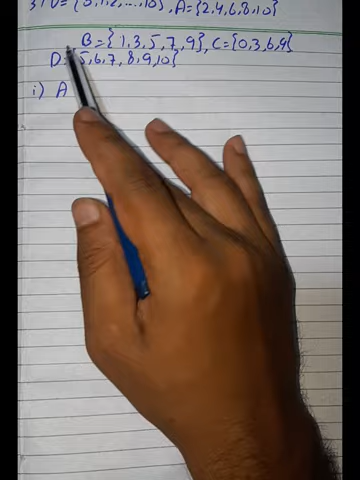 3) U = {0,1,2,...,10}, A={2,4,6,8,10}
B = {1,3,5,7,9}, C={0,3,6,9}
D= 5,6,7,8,9,10}
i) A